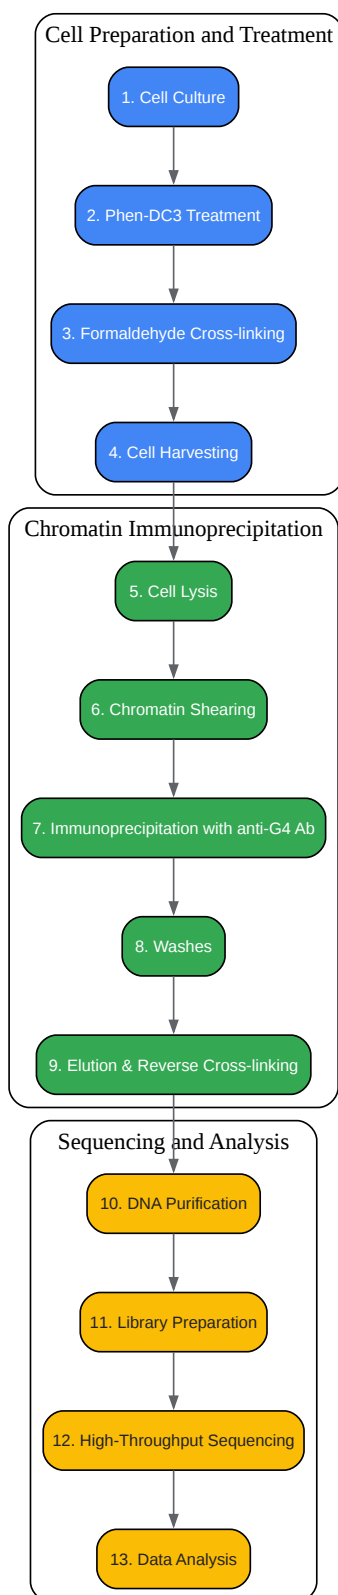 Cell Preparation and Treatment
1. Cell Culture
2. Phen-DC3 Treatment
3. Formaldehyde Cross-linking
4. Cell Harvesting
Chromatin Immunoprecipitation
5. Cell Lysis
6. Chromatin Shearing
7. Immunoprecipitation with anti-G4 Ab
8. Washes
9. Elution & Reverse Cross-linking
Sequencing and Analysis
10. DNA Purification
11. Library Preparation
12. High-Throughput Sequencing
13. Data Analysis